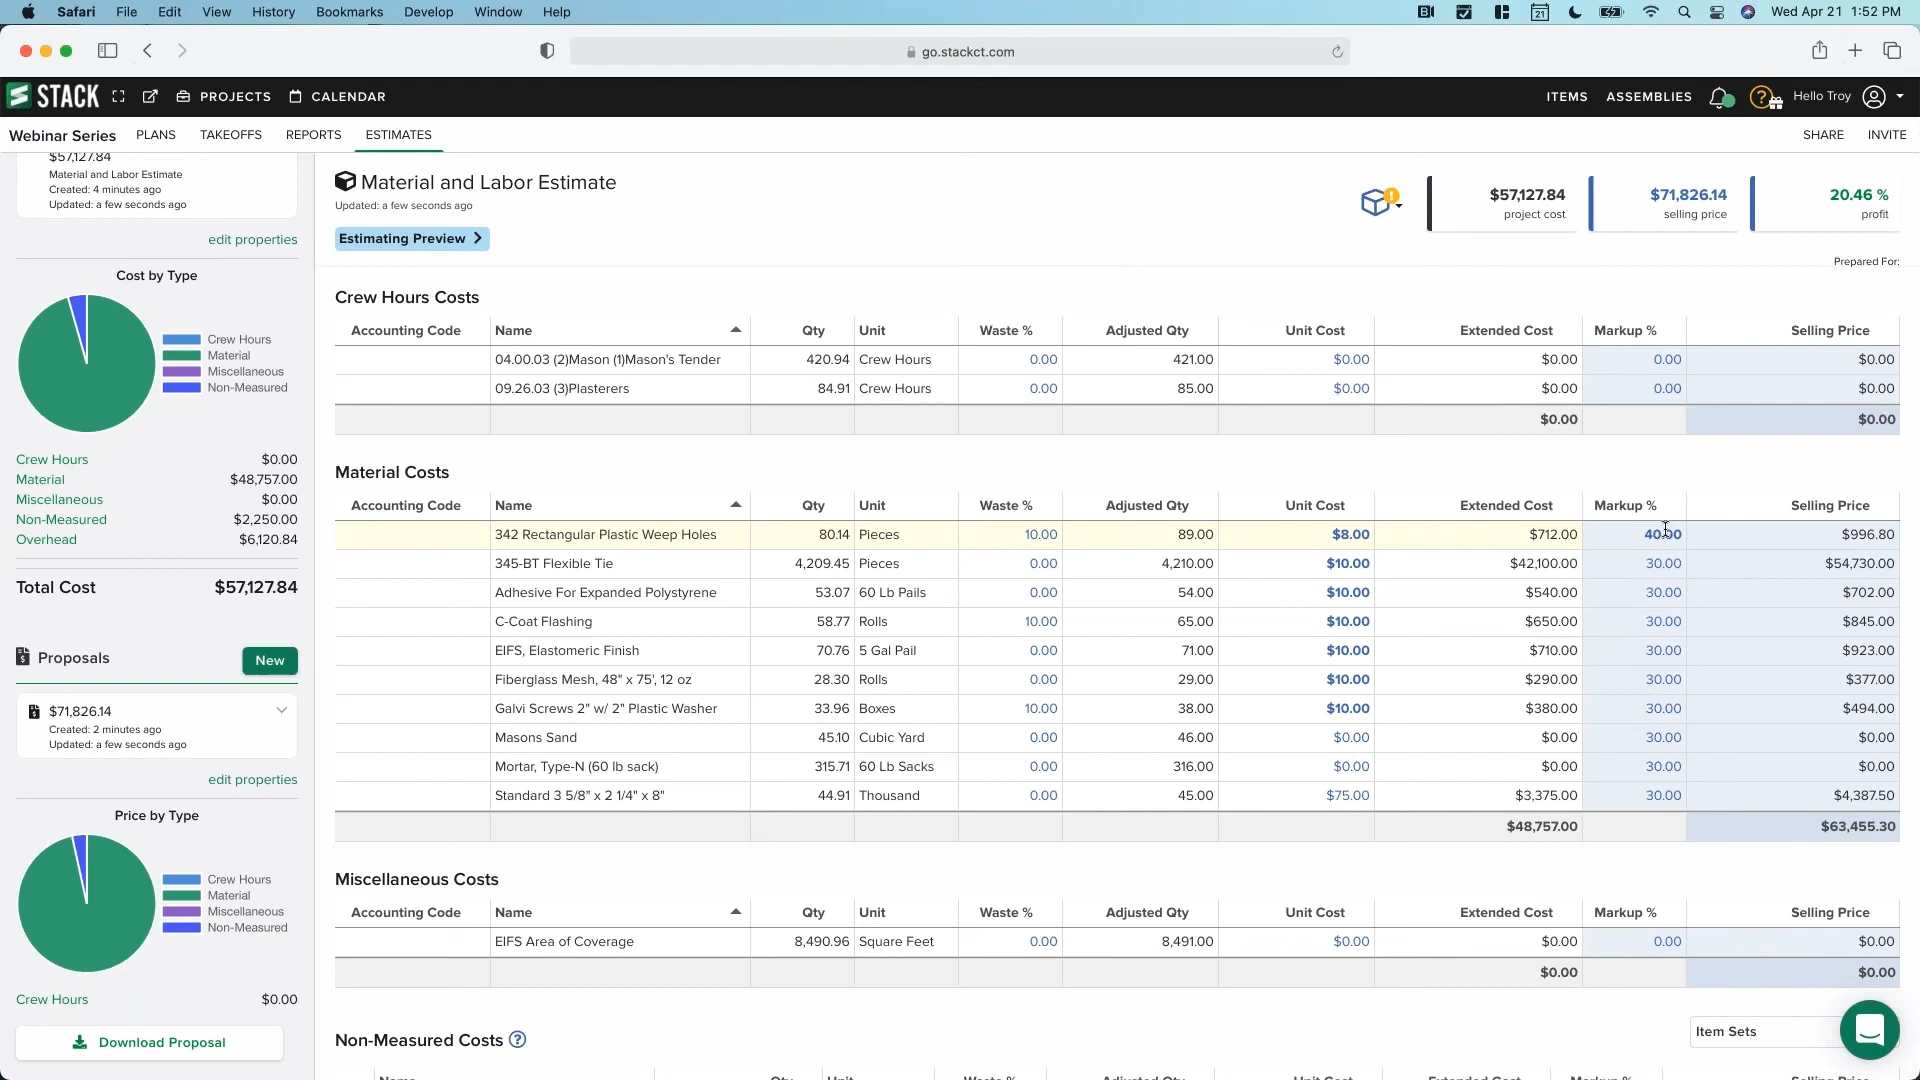 Safari File Edit View History Bookmarks Develop Window Help 21 Wed Apr 21 1:52 PM
go.stackct.com
STACK PROJECTS CALENDAR ITEMS ASSEMBLIES ? Hello Troy
Webinar Series PLANS TAKEOFFS REPORTS ESTIMATES SHARE INVITE
$57,127.84
Material and Labor Estimate
Created: 4 minutes ago
Updated: a few seconds ago
edit properties
Cost by Type
Crew Hours
Material
Miscellaneous
Non-Measured
Crew Hours $0.00
Material $48,757.00
Miscellaneous $0.00
Non-Measured $2,250.00
Overhead $6,120.84
Total Cost $57,127.84
Proposals New
$71,826.14
Created: 2 minutes ago
Updated: a few seconds ago
edit properties
Price by Type
Crew Hours
Material
Miscellaneous
Non-Measured
Crew Hours $0.00
Download Proposal
Material and Labor Estimate
Updated: a few seconds ago
Estimating Preview
$57,127.84 $71,826.14 20.46 %
project cost selling price profit
Prepared For:
Crew Hours Costs
Accounting Code Name Qty Unit Waste % Adjusted Qty Unit Cost Extended Cost Markup % Selling Price
04.00.03 (2)Mason (1)Mason's Tender 420.94 Crew Hours 0.00 421.00 $0.00 $0.00 0.00 $0.00
09.26.03 (3)Plasterers 84.91 Crew Hours 0.00 85.00 $0.00 $0.00 0.00 $0.00
$0.00 $0.00
Material Costs
Accounting Code Name Qty Unit Waste % Adjusted Qty Unit Cost Extended Cost Markup % Selling Price
342 Rectangular Plastic Weep Holes 80.14 Pieces 10.00 89.00 $8.00 $712.00 40.00 $996.80
345-BT Flexible Tie 4,209.45 Pieces 0.00 4,210.00 $10.00 $42,100.00 30.00 $54,730.00
Adhesive For Expanded Polystyrene 53.07 60 Lb Pails 0.00 54.00 $10.00 $540.00 30.00 $702.00
C-Coat Flashing 58.77 Rolls 10.00 65.00 $10.00 $650.00 30.00 $845.00
EIFS, Elastomeric Finish 70.76 5 Gal Pail 0.00 71.00 $10.00 $710.00 30.00 $923.00
Fiberglass Mesh, 48" x 75', 12 oz 28.30 Rolls 0.00 29.00 $10.00 $290.00 30.00 $377.00
Galvi Screws 2" w/ 2" Plastic Washer 33.96 Boxes 10.00 38.00 $10.00 $380.00 30.00 $494.00
Masons Sand 45.10 Cubic Yard 0.00 46.00 $0.00 $0.00 30.00 $0.00
Mortar, Type-N (60 lb sack) 315.71 60 Lb Sacks 0.00 316.00 $0.00 $0.00 30.00 $0.00
Standard 3 5/8" x 2 1/4" x 8" 44.91 Thousand 0.00 45.00 $75.00 $3,375.00 30.00 $4,387.50
$48,757.00 $63,455.30
Miscellaneous Costs
Accounting Code Name Qty Unit Waste % Adjusted Qty Unit Cost Extended Cost Markup % Selling Price
EIFS Area of Coverage 8,490.96 Square Feet 0.00 8,491.00 $0.00 $0.00 0.00 $0.00
$0.00 $0.00
Non-Measured Costs ? Item Sets
Name Qty Unit Waste % Adjusted Qty Unit Cost Extended Cost Markup % Selling Price